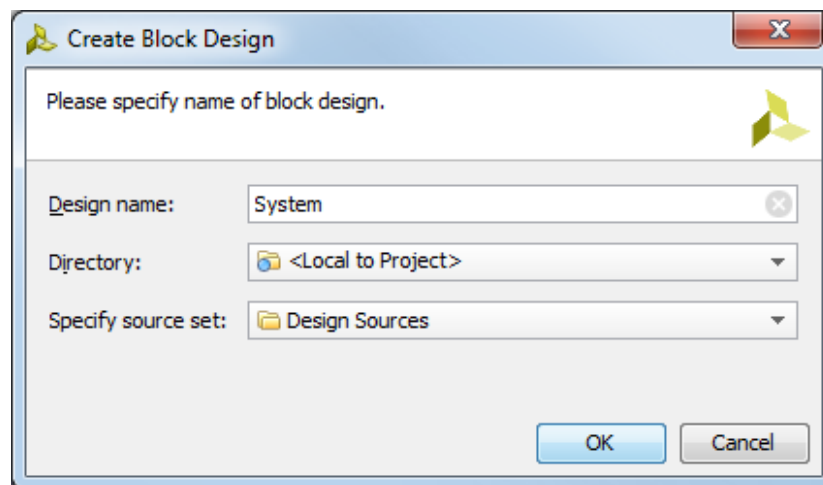 Create Block Design
Please specify name of block design.
Design name: System
Directory: <Local to Project>
Specify source set: Design Sources
OK Cancel